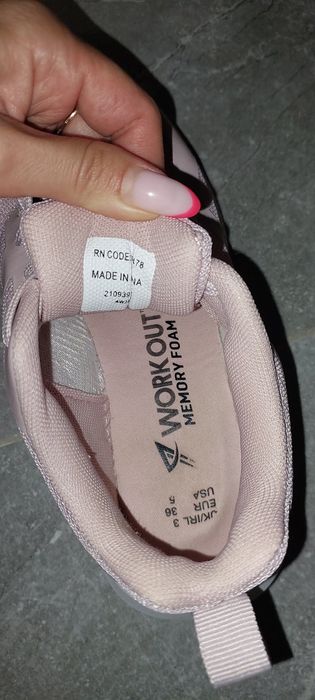 RN CODE
MADE IN
WORKOUT
MEMORY FOAM
UK/IRL 3
EUR 36
USA 5